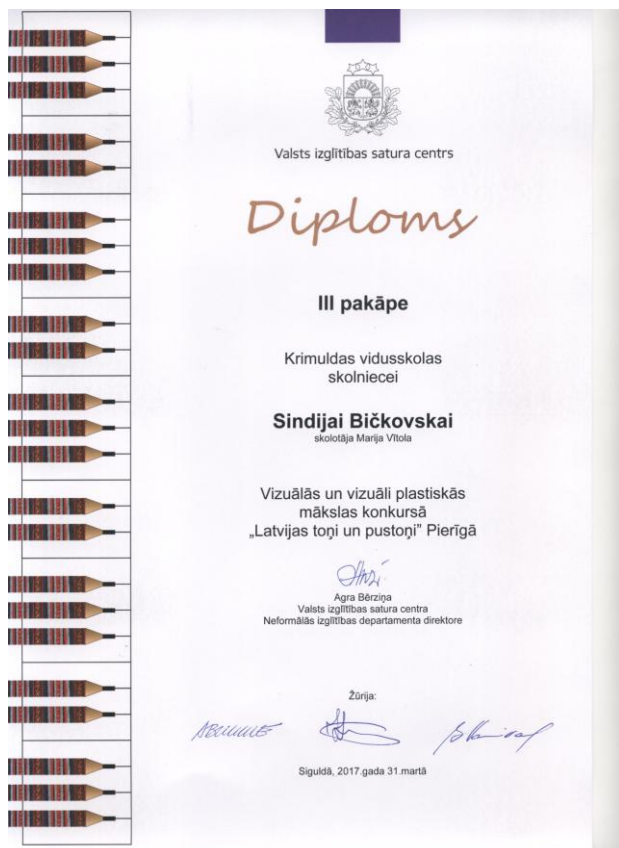 Valsts izglītības satura centrs
Diploms
III pakāpe
Krimuldas vidusskolas
skolniecei
Sindijai Bičkovskai
skolotāja Marija Vītola
Vizuālās un vizuāli plastiskās
mākslas konkursā
„Latvijas toņi un pustoņi” Pierīgā
Agra Bērziņa
Valsts izglītības satura centra
Neformālās izglītības departamenta direktore
Žūrija:
Siguldā, 2017.gada 31.martā